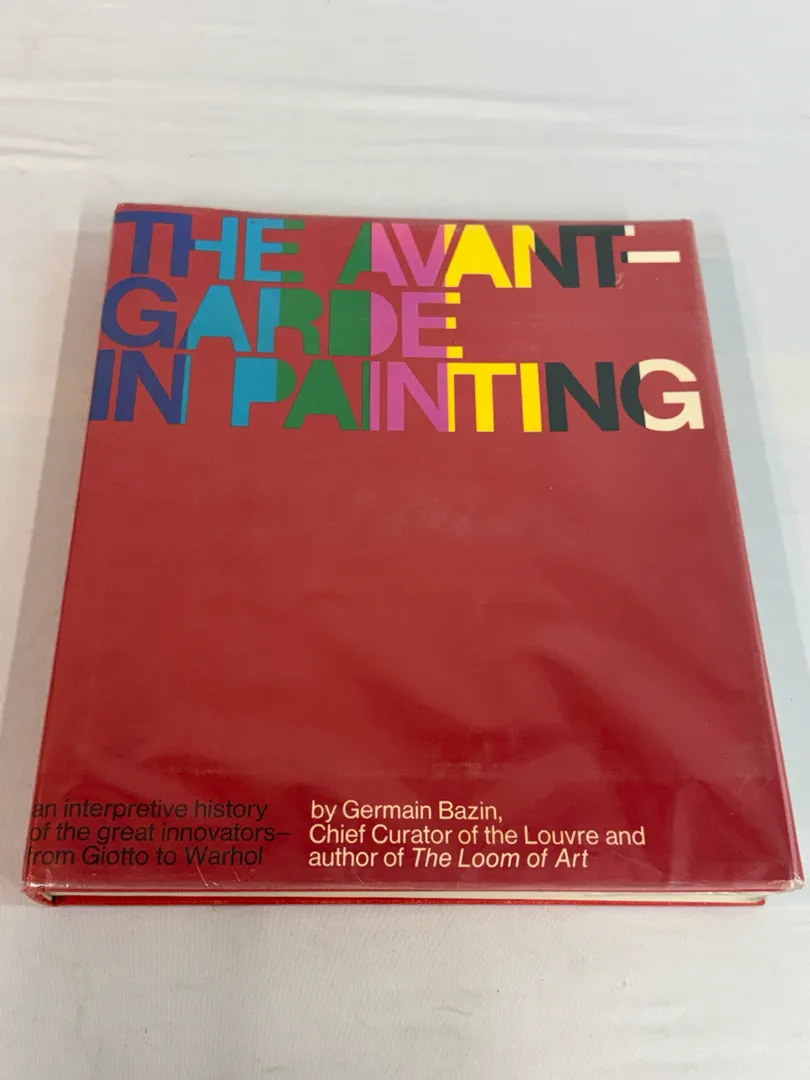 THE AVANT-
GARDE
IN PAINTING
an interpretive history
of the great innovators—
from Giotto to Warhol
by Germain Bazin,
Chief Curator of the Louvre and
author of The Loom of Art